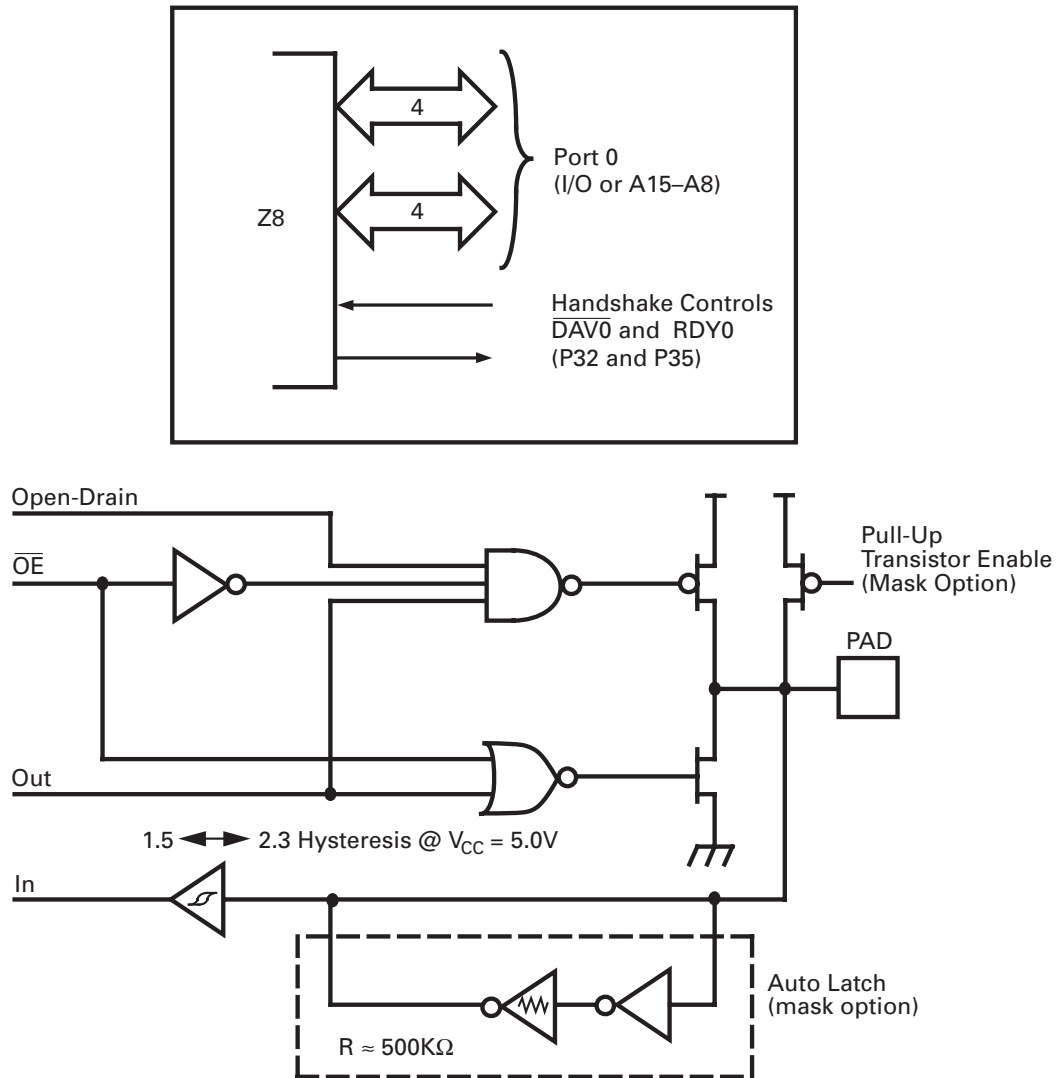 Z8
4
4
Port 0
(I/O or A15–A8)
Handshake Controls
D̅A̅V̅0̅ and RDY0
(P32 and P35)
Open-Drain
O̅E̅
Pull-Up
Transistor Enable
(Mask Option)
PAD
Out
1.5 2.3 Hysteresis @ VCC = 5.0V
In
Auto Latch
(mask option)
R ≈ 500KΩ